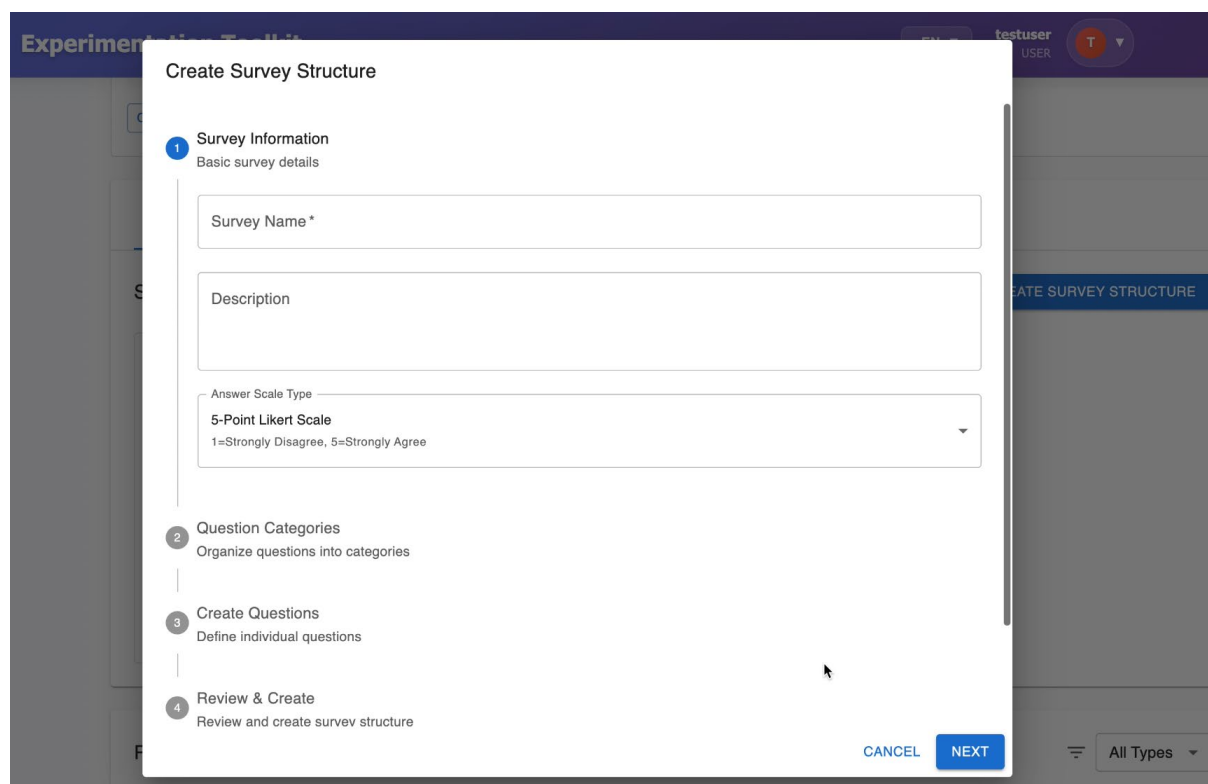 Experimen
testuser
USER
T
Create Survey Structure
1
Survey Information
Basic survey details
Survey Name*
Description
EATE SURVEY STRUCTURE
Answer Scale Type
5-Point Likert Scale
1=Strongly Disagree, 5=Strongly Agree
2
Question Categories
Organize questions into categories
3
Create Questions
Define individual questions
4
Review & Create
Review and create survey structure
CANCEL
NEXT
All Types